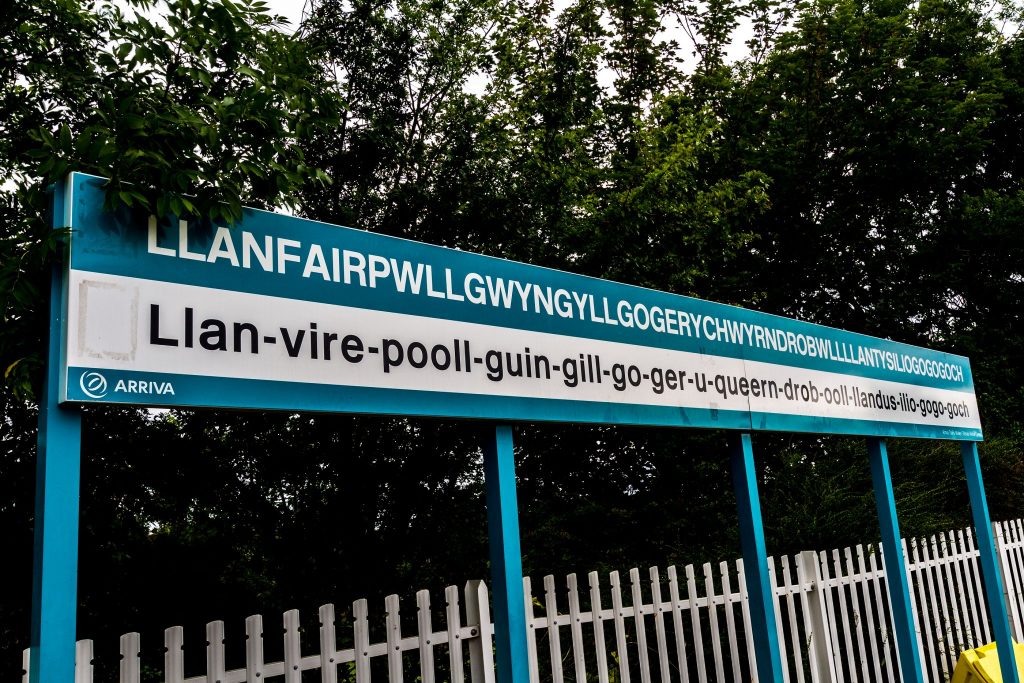 LLANFAIRPWLLGWYNGYLLGOGERYCHWYRNDROBWLLLLANTYSILIOGOGOGOCH
Llan-vire-pooll-guin-gill-go-ger-u-queern-drob-ooll-llandus-ilio-gogo-goch
ARRIVA